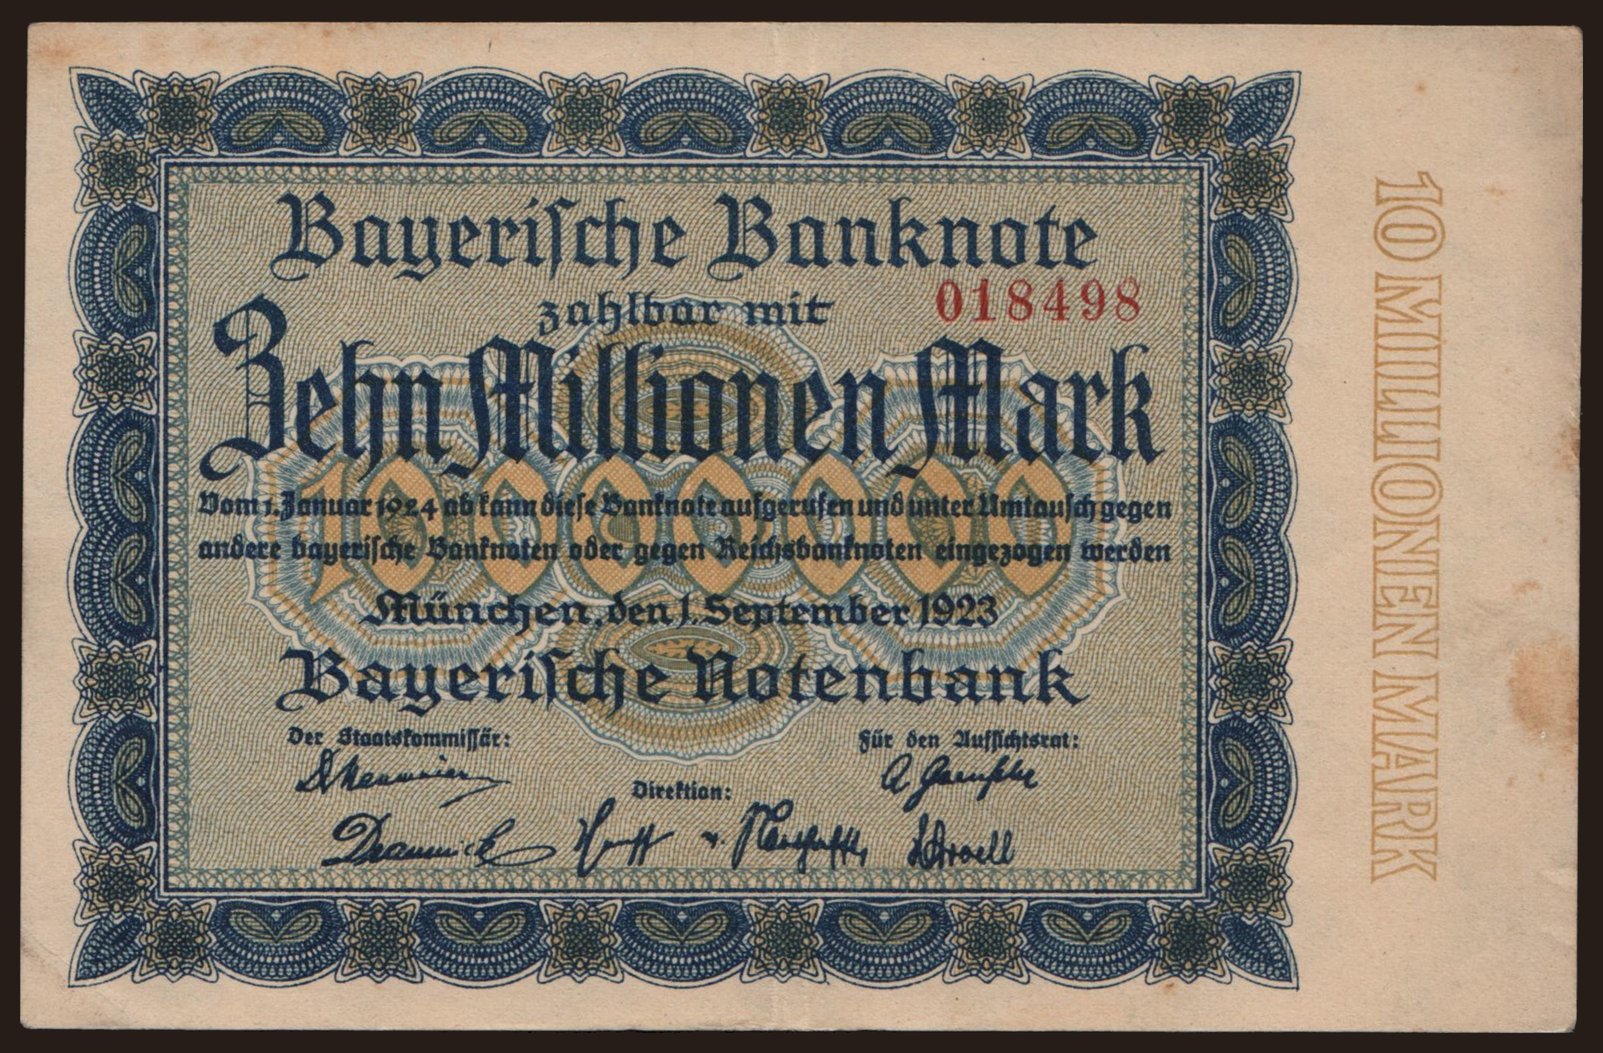 Bayerische Banknote
zahlbar mit
018498
Zehn Millionen Mark
10000000
Vom 1. Januar 1924 ab kann diese Banknote aufgerufen und unter Umtausch gegen
andere bayerische Banknoten oder gegen Reichsbanknoten eingezogen werden
München, den 1. September 1923
Bayerische Notenbank
Der Staatskommissär:
Für den Aufsichtsrat:
Direktion:
10 MILLIONEN MARK